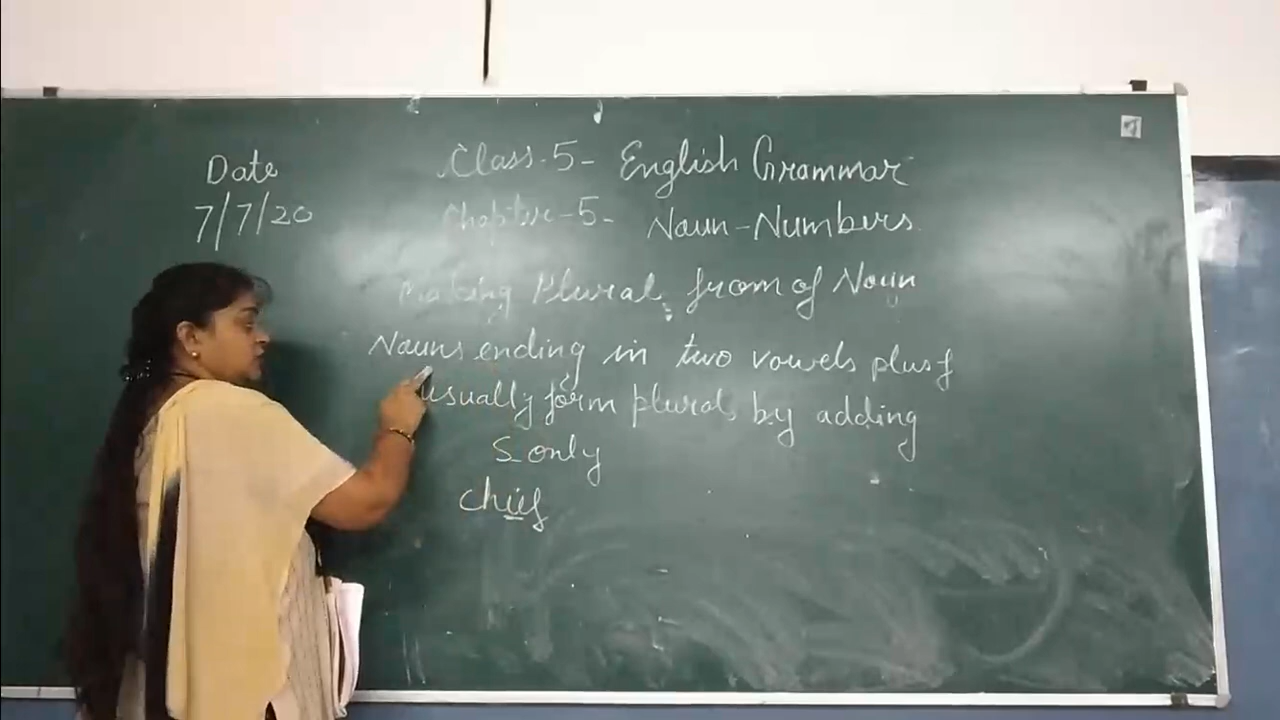 Date
7/7/20
Class-5- English Grammar
Chapter-5- Noun-Numbers
Making Plural from of Noun
Nouns ending in two vowels plus f
usually form plural by adding
S only
chief